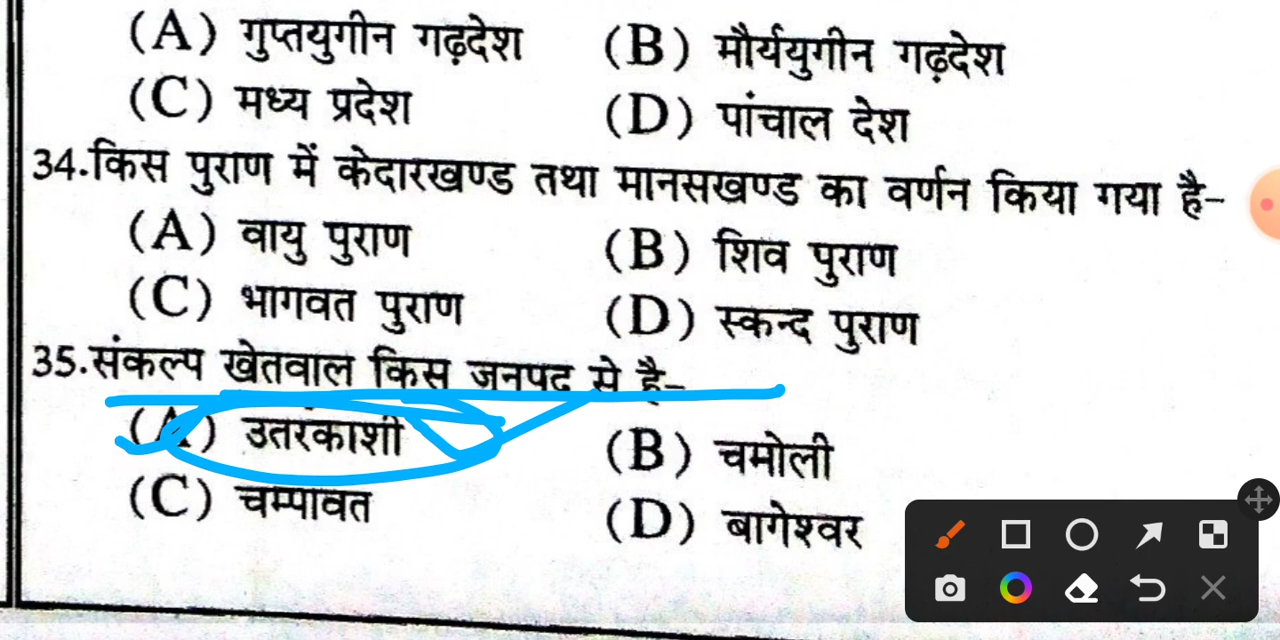 (A) गुप्तयुगीन गढ़देश (B) मौर्ययुगीन गढ़देश
(C) मध्य प्रदेश (D) पांचाल देश
34.किस पुराण में केदारखण्ड तथा मानसखण्ड का वर्णन किया गया है-
(A) वायु पुराण (B) शिव पुराण
(C) भागवत पुराण (D) स्कन्द पुराण
35.संकल्प खेतवाल किस जनपद से है-
(A) उतरकाशी (B) चमोली
(C) चम्पावत (D) बागेश्वर